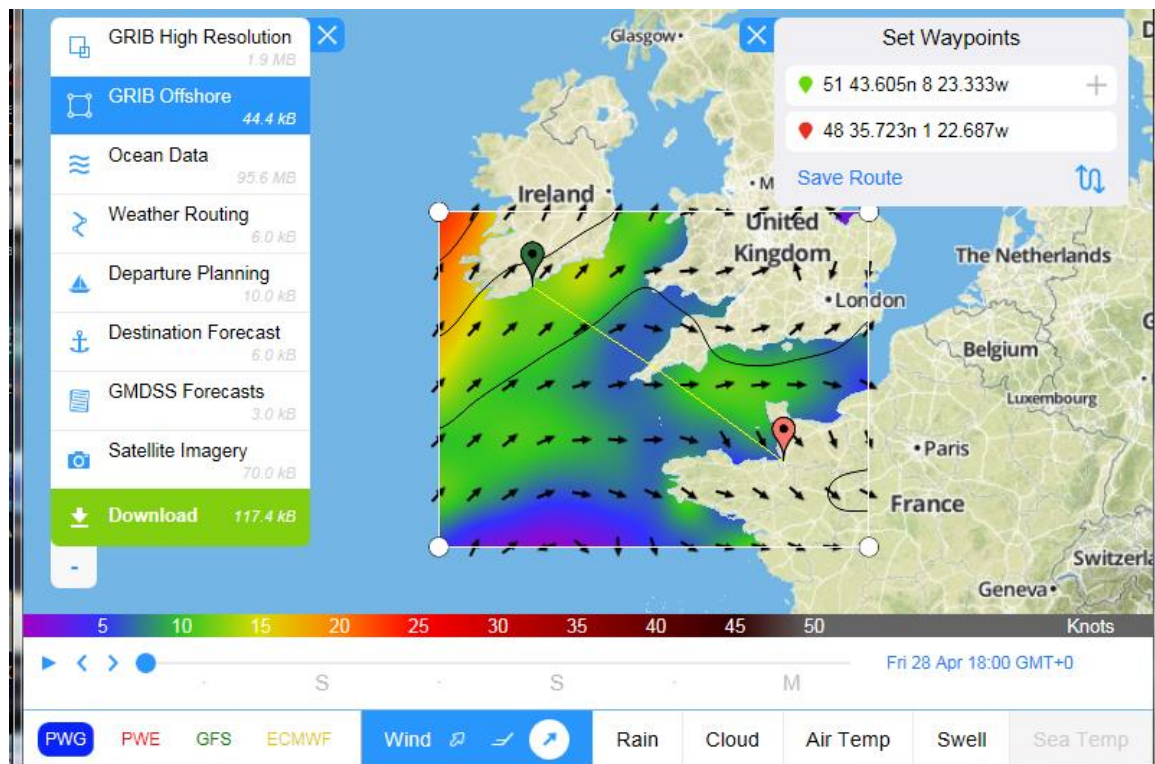 GRIB High Resolution
1.9 MB
GRIB Offshore
44.4 kB
Ocean Data
95.6 MB
Weather Routing
6.0 kB
Departure Planning
10.0 kB
Destination Forecast
6.0 kB
GMDSS Forecasts
3.0 kB
Satellite Imagery
70.0 kB
Download 117.4 kB
-
Glasgow
Ireland
M
United
Kingdom
London
The Netherlands
Belgium
Luxembourg
Paris
France
Switzerla
Geneva
Set Waypoints
51 43.605n 8 23.333w
48 35.723n 1 22.687w
Save Route
5 10 15 20 25 30 35 40 45 50 Knots
Fri 28 Apr 18:00 GMT+0
S S M
PWG PWE GFS ECMWF Wind Rain Cloud Air Temp Swell Sea Temp